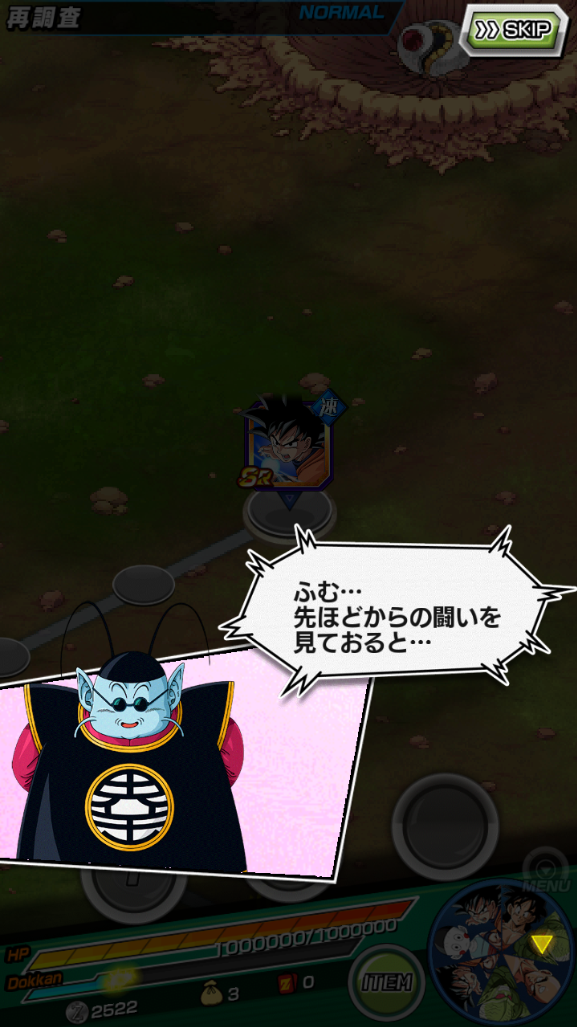 再調査
NORMAL
SKIP
速
SR
ふむ…
先ほどからの闘いを
見ておると…
HP
1000000/1000000
Dokkan
2522
3
0
ITEM
MENU